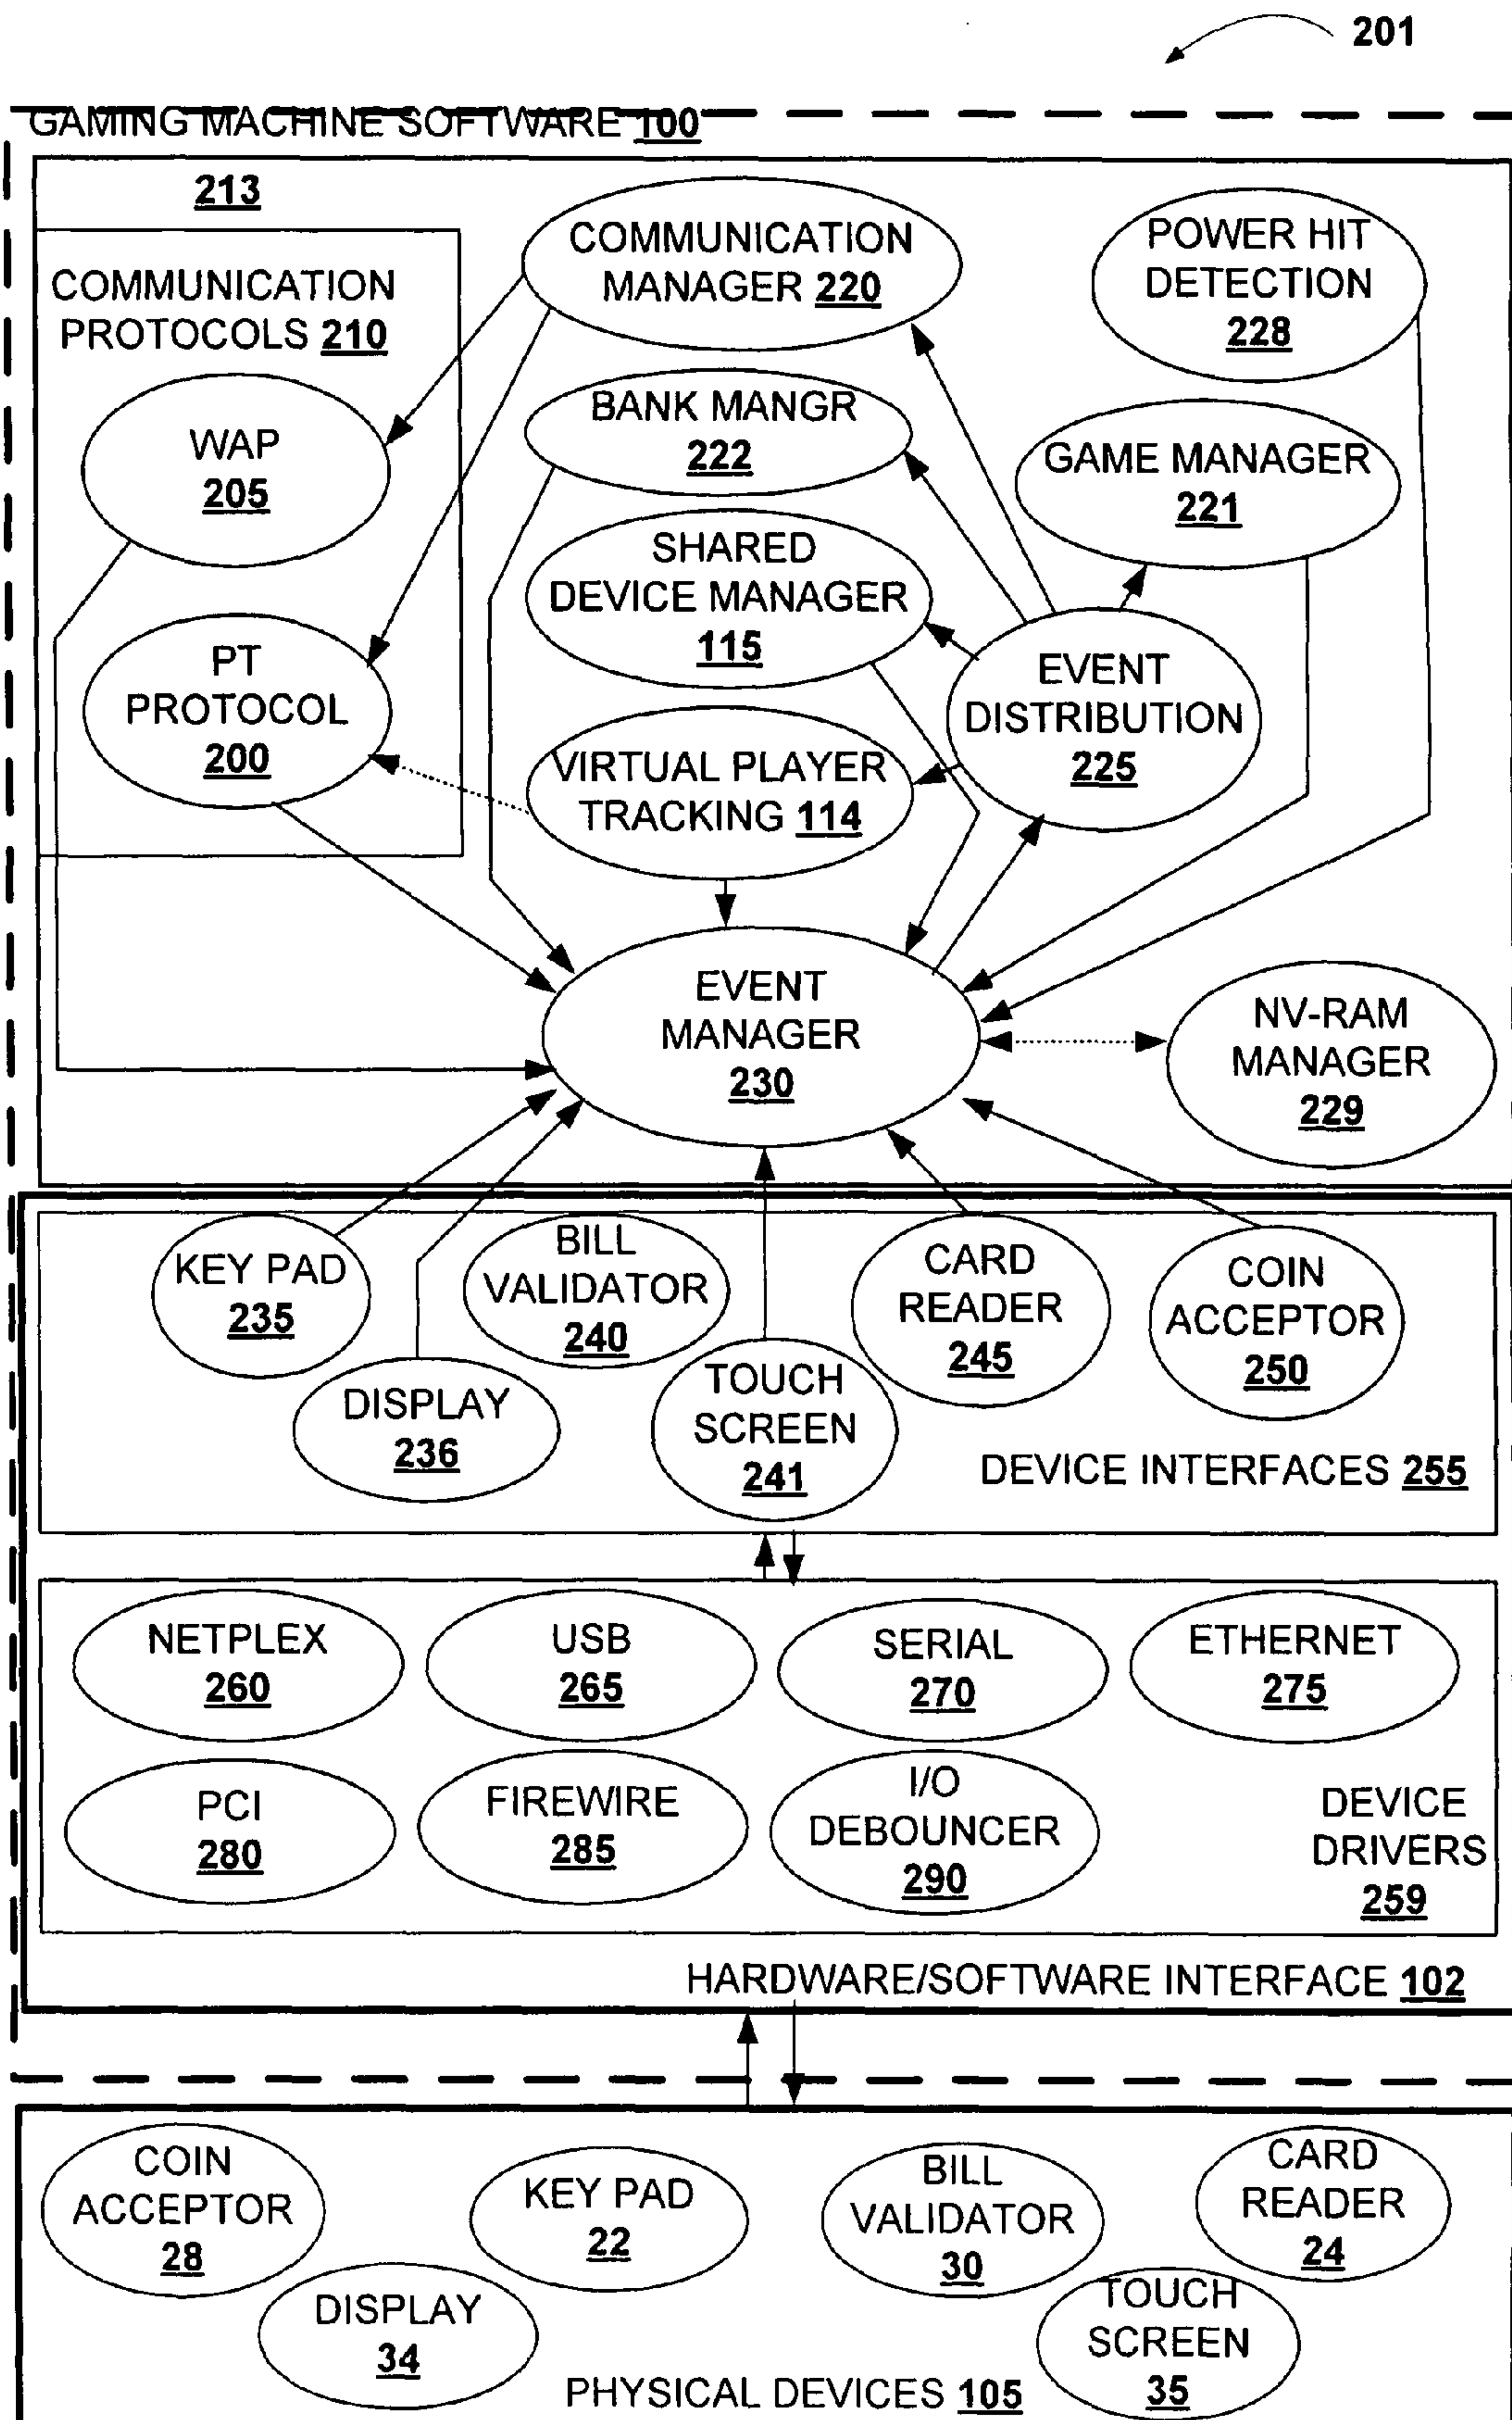 201
GAMING MACHINE SOFTWARE 100
213
COMMUNICATION
PROTOCOLS 210
WAP
205
PT
PROTOCOL
200
COMMUNICATION
MANAGER 220
BANK MANGR
222
SHARED
DEVICE MANAGER
115
VIRTUAL PLAYER
TRACKING 114
POWER HIT
DETECTION
228
GAME MANAGER
221
EVENT
DISTRIBUTION
225
EVENT
MANAGER
230
NV-RAM
MANAGER
229
KEY PAD
235
DISPLAY
236
BILL
VALIDATOR
240
TOUCH
SCREEN
241
CARD
READER
245
COIN
ACCEPTOR
250
DEVICE INTERFACES 255
NETPLEX
260
USB
265
SERIAL
270
ETHERNET
275
PCI
280
FIREWIRE
285
I/O
DEBOUNCER
290
DEVICE
DRIVERS
259
HARDWARE/SOFTWARE INTERFACE 102
COIN
ACCEPTOR
28
DISPLAY
34
KEY PAD
22
BILL
VALIDATOR
30
CARD
READER
24
TOUCH
SCREEN
35
PHYSICAL DEVICES 105